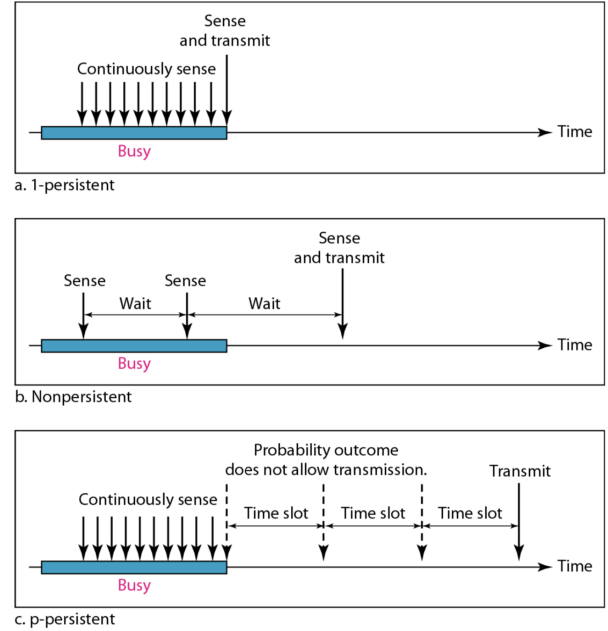 Sense
and transmit
Continuously sense
Time
Busy
a. 1-persistent
Sense
and transmit
Sense
Sense
Wait
Wait
Time
Busy
b. Nonpersistent
Probability outcome
does not allow transmission.
Transmit
Continuously sense
Time slot
Time slot
Time slot
Time
Busy
c. p-persistent